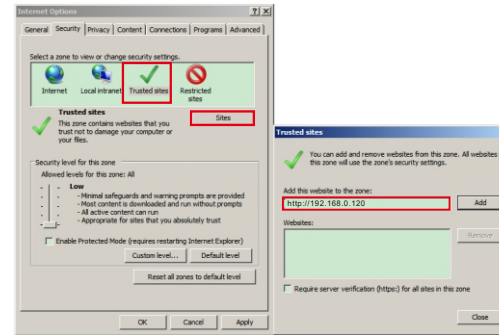 Internet Options
? X
General
Security
Privacy
Content
Connections
Programs
Advanced
Select a zone to view or change security settings.
Internet
Local intranet
Trusted sites
Restricted
sites
Trusted sites
This zone contains websites that you
trust not to damage your computer or
your files.
Sites
Security level for this zone
Allowed levels for this zone: All
Low
- Minimal safeguards and warning prompts are provided
- Most content is downloaded and run without prompts
- All active content can run
- Appropriate for sites that you absolutely trust
Enable Protected Mode (requires restarting Internet Explorer)
Custom level...
Default level
Reset all zones to default level
OK
Cancel
Apply
Trusted sites
You can add and remove websites from this zone. All websites
this zone will use the zone's security settings.
Add this website to the zone:
http://192.168.0.120
Add
Websites:
Remove
Require server verification (https:) for all sites in this zone
Close